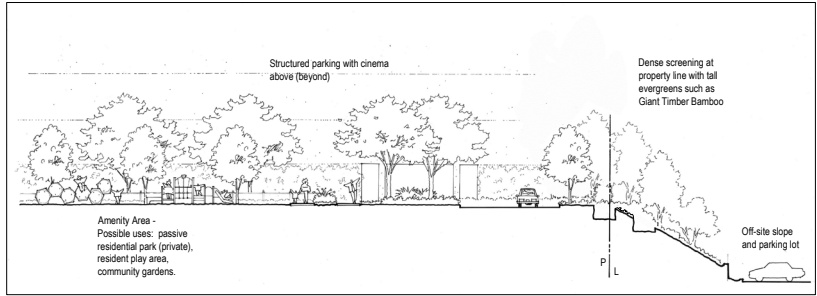 Structured parking with cinema
above (beyond)
Dense screening at
property line with tall
evergreens such as
Giant Timber Bamboo
Amenity Area -
Possible uses:  passive
residential park (private),
resident play area,
community gardens.
Off-site slope
and parking lot
P
L